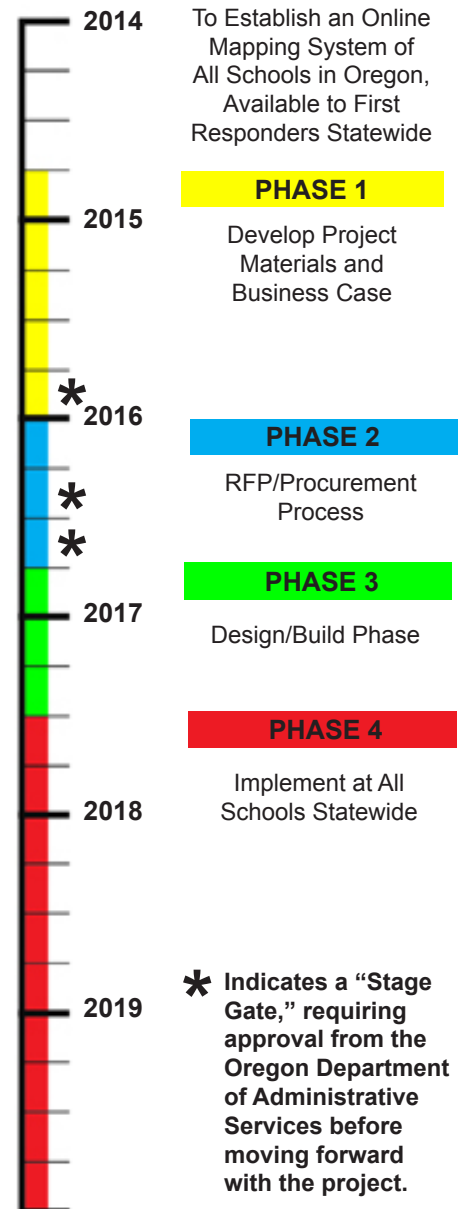 2014
To Establish an Online
Mapping System of
All Schools in Oregon,
Available to First
Responders Statewide
PHASE 1
2015
Develop Project
Materials and
Business Case
*
2016
PHASE 2
RFP/Procurement
Process
*
*
PHASE 3
2017
Design/Build Phase
PHASE 4
Implement at All
Schools Statewide
2018
2019
* Indicates a “Stage
Gate,” requiring
approval from the
Oregon Department
of Administrative
Services before
moving forward
with the project.